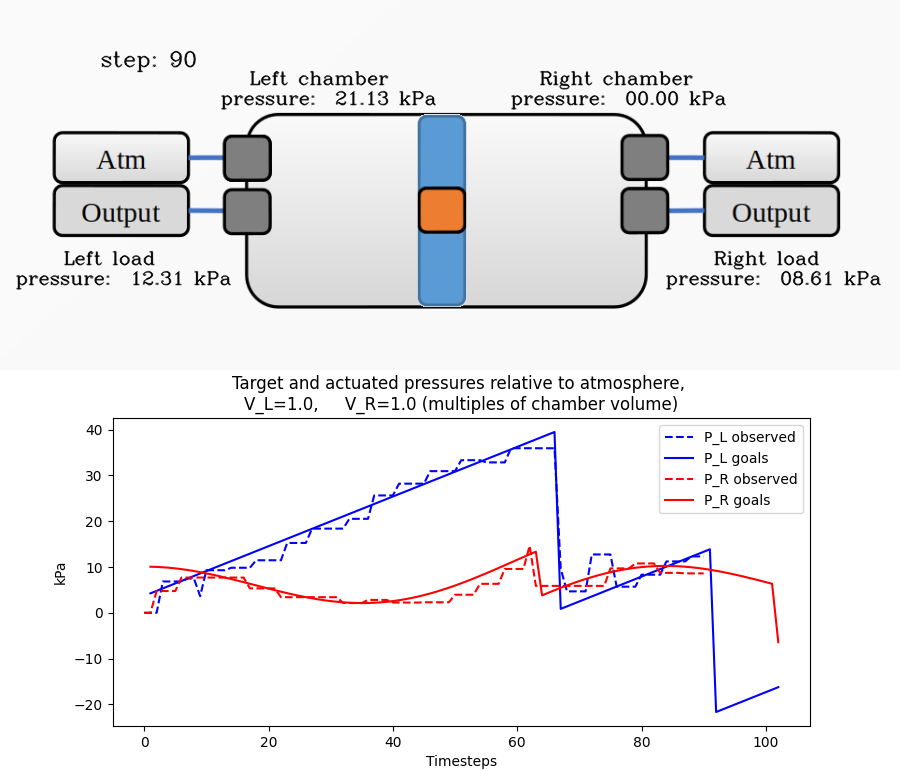 step: 90
Left chamber
pressure: 21.13 kPa
Right chamber
pressure: 00.00 kPa
Atm
Output
Atm
Output
Left load
pressure: 12.31 kPa
Right load
pressure: 08.61 kPa
Target and actuated pressures relative to atmosphere,
V_L=1.0, V_R=1.0 (multiples of chamber volume)
40
30
20
10
0
−10
−20
kPa
P_L observed
P_L goals
P_R observed
P_R goals
0 20 40 60 80 100
Timesteps